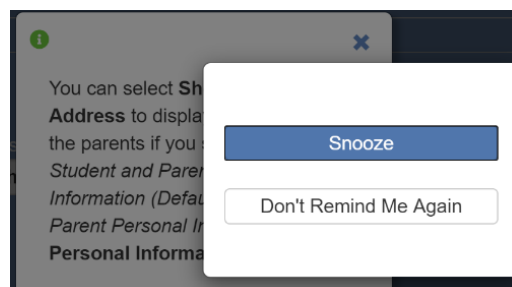 You can select Sh
Address to displa
the parents if you
Student and Paren
Information (Defau
Parent Personal In
Personal Informa
Snooze
Don't Remind Me Again